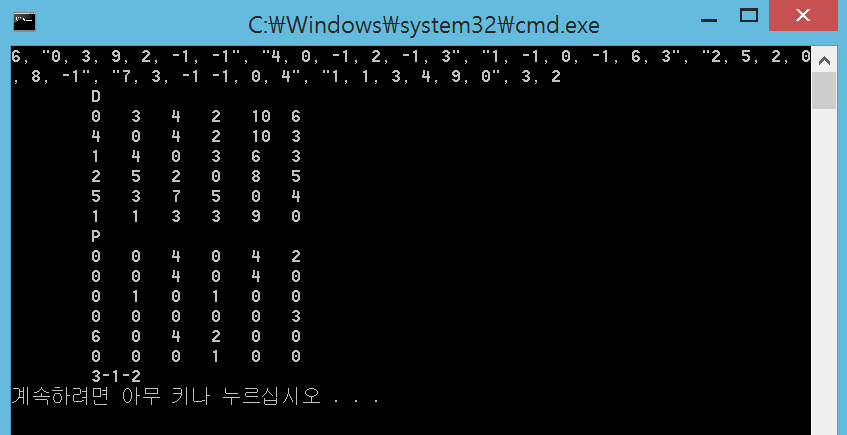 C:\Windows\system32\cmd.exe
6, "0, 3, 9, 2, -1, -1", "4, 0, -1, 2, -1, 3", "1, -1, 0, -1, 6, 3", "2, 5, 2, 0
, 8, -1", "7, 3, -1 -1, 0, 4", "1, 1, 3, 4, 9, 0", 3, 2
D
0 3 4 2 10 6
4 0 4 2 10 3
1 4 0 3 6 3
2 5 2 0 8 5
5 3 7 5 0 4
1 1 3 3 9 0
P
0 0 4 0 4 2
0 0 4 0 4 0
0 1 0 1 0 0
0 0 0 0 0 3
6 0 4 2 0 0
0 0 0 1 0 0
3-1-2
계속하려면 아무 키나 누르십시오 . . .